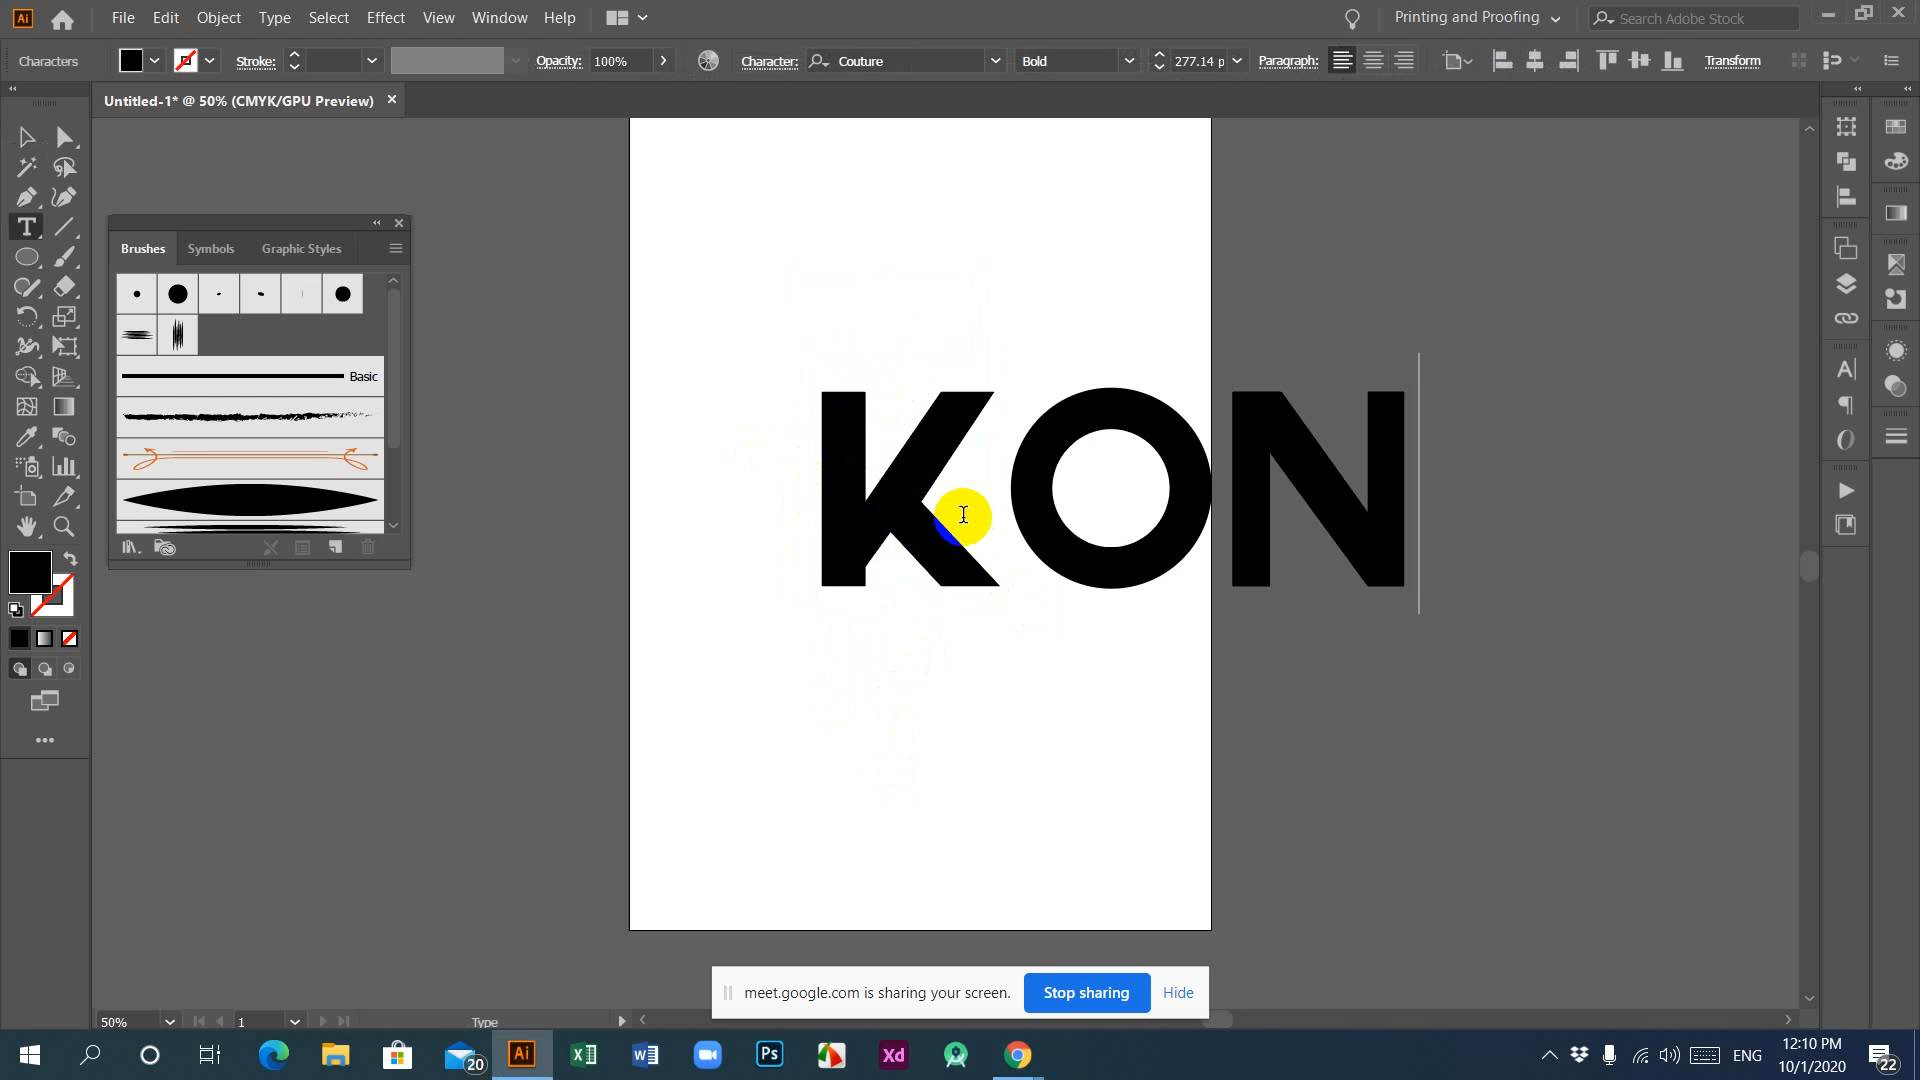 Ai File Edit Object Type Select Effect View Window Help Printing and Proofing Search Adobe Stock
Characters Stroke: Opacity: 100% Character: Couture Bold 277.14 p Paragraph: Transform
Untitled-1* @ 50% (CMYK/GPU Preview)
Brushes Symbols Graphic Styles
Basic
KON
meet.google.com is sharing your screen. Stop sharing Hide
50% 1 Type
20 Ai Ps Xd ENG 12:10 PM
10/1/2020 22